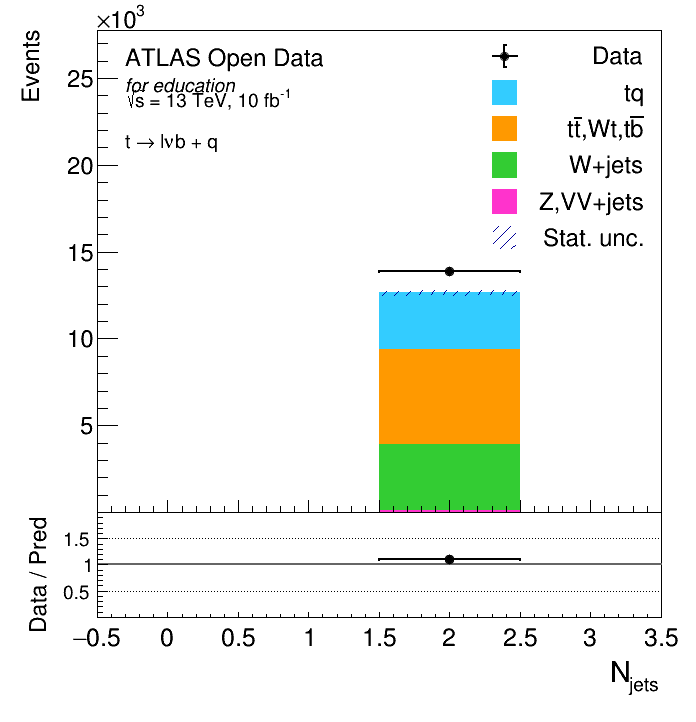 ×10³
Events
ATLAS Open Data
for education
√s = 13 TeV, 10 fb⁻¹
t → lνb + q
Data
tq
tt̅,Wt,tb̅
W+jets
Z,VV+jets
Stat. unc.
25
20
15
10
5
Data / Pred
1.5
1
0.5
−0.5 0 0.5 1 1.5 2 2.5 3 3.5
N_jets